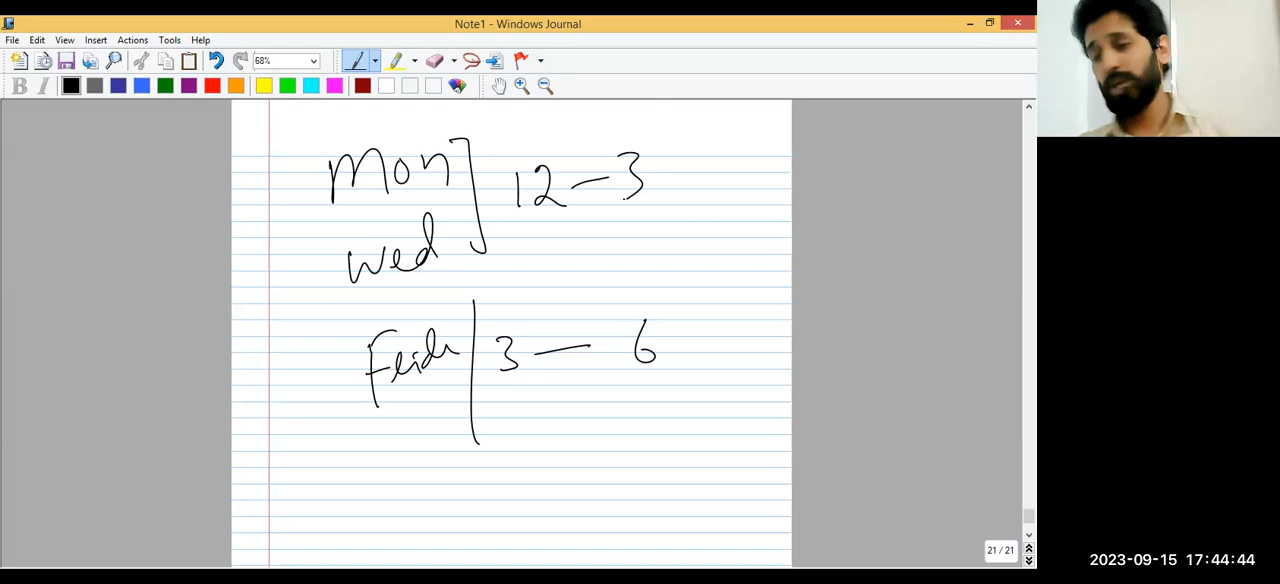 Note1 - Windows Journal
File Edit View Insert Actions Tools Help
68%
B I
Mon 12 - 3
Wed
3 - 6
21 / 21
2023-09-15 17:44:44